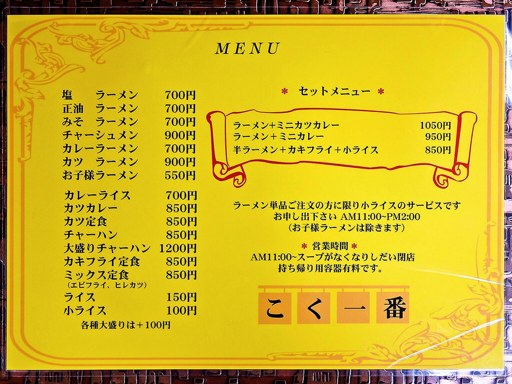 MENU
塩 ラーメン 700円
正油 ラーメン 700円
みそ ラーメン 700円
チャーシュメン 900円
カレーラーメン 700円
カツ ラーメン 900円
お子様ラーメン 550円
カレーライス 700円
カツカレー 850円
カツ定食 850円
チャーハン 850円
大盛りチャーハン 1200円
カキフライ定食 850円
ミックス定食 850円
（エビフライ、ヒレカツ）
ライス 150円
小ライス 100円
各種大盛りは＋100円
＊ セットメニュー ＊
ラーメン＋ミニカツカレー 1050円
ラーメン＋ミニカレー 950円
半ラーメン＋カキフライ＋小ライス 850円
ラーメン単品ご注文の方に限り小ライスのサービスです
お申し出下さい AM11:00~PM2:00
（お子様ラーメンは除きます）
＊ 営業時間 ＊
AM11:00~スープがなくなりしだい閉店
持ち帰り用容器有料です。
こく一番